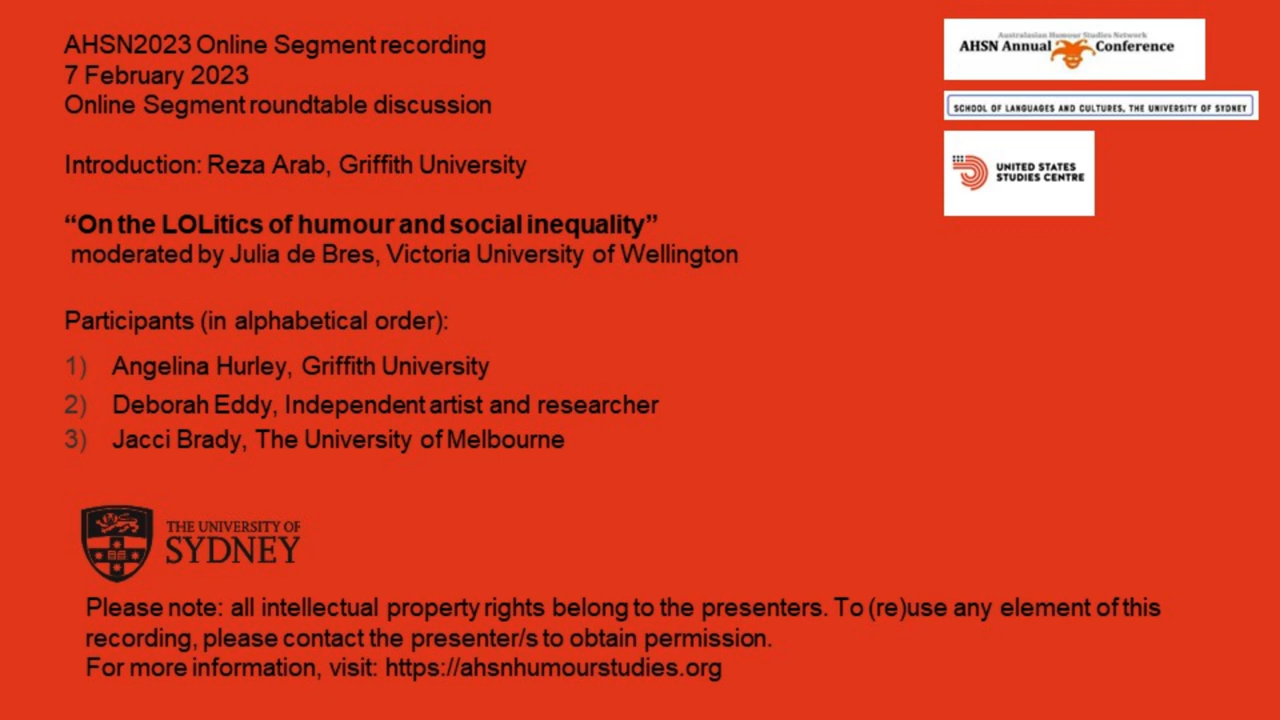 AHSN2023 Online Segment recording
7 February 2023
Online Segment roundtable discussion
Introduction: Reza Arab, Griffith University
“On the LOLitics of humour and social inequality”
moderated by Julia de Bres, Victoria University of Wellington
Participants (in alphabetical order):
1) Angelina Hurley, Griffith University
2) Deborah Eddy, Independent artist and researcher
3) Jacci Brady, The University of Melbourne
THE UNIVERSITY OF
SYDNEY
Please note: all intellectual property rights belong to the presenters. To (re)use any element of this
recording, please contact the presenter/s to obtain permission.
For more information, visit: https://ahsnhumourstudies.org
Australasian Humour Studies Network
AHSN Annual Conference
SCHOOL OF LANGUAGES AND CULTURES, THE UNIVERSITY OF SYDNEY
UNITED STATES
STUDIES CENTRE